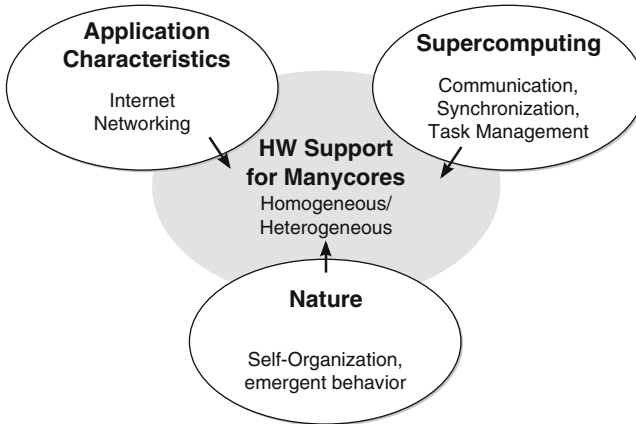 Application
Characteristics
Internet
Networking
Supercomputing
Communication,
Synchronization,
Task Management
HW Support
for Manycores
Homogeneous/
Heterogeneous
Nature
Self-Organization,
emergent behavior